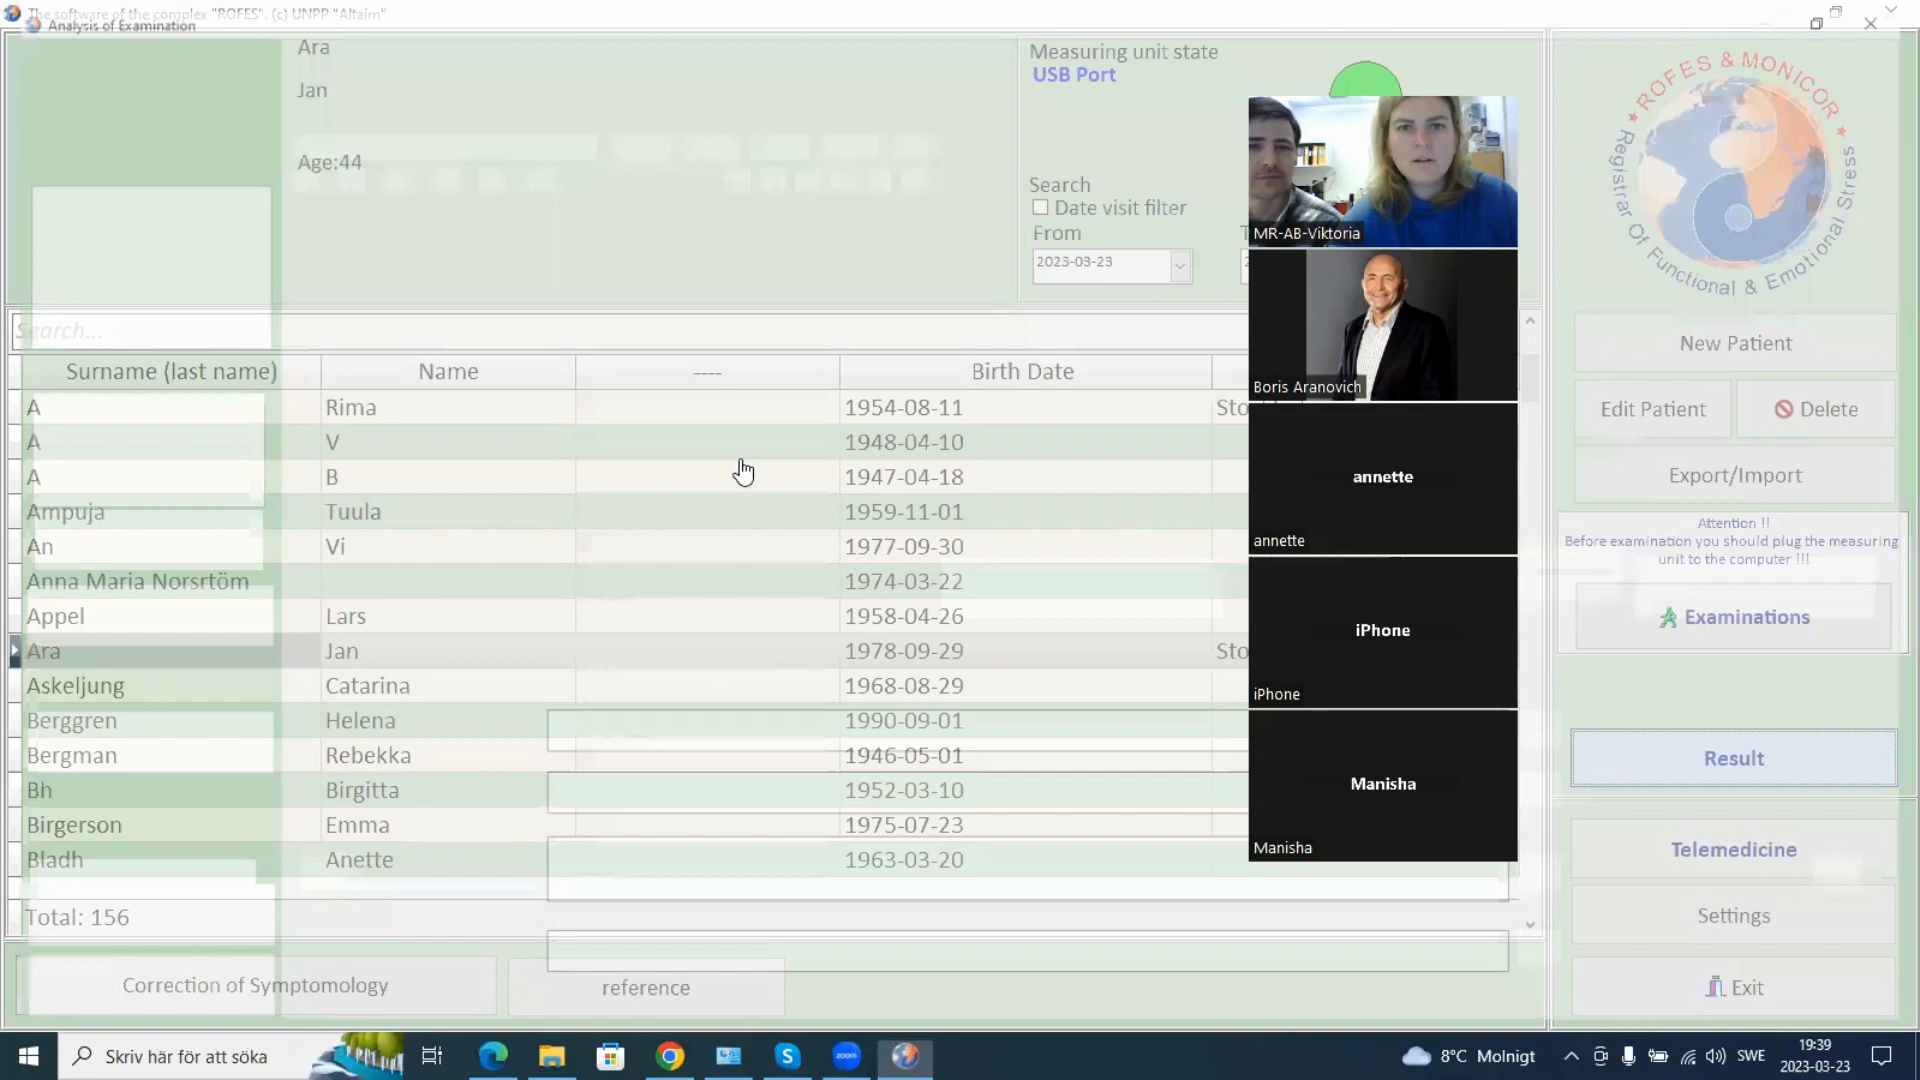 The software of the complex "ROFES". (c) UNPP "Altaim"
Analysis of Examination
Ara
Jan
Age:44
Measuring unit state
USB Port
Search
Date visit filter
From
2023-03-23
Search...
Surname (last name) Name ---- Birth Date
A Rima 1954-08-11 Sto
A V 1948-04-10
A B 1947-04-18
Ampuja Tuula 1959-11-01
An Vi 1977-09-30
Anna Maria Norsrtöm 1974-03-22
Appel Lars 1958-04-26
Ara Jan 1978-09-29 Sto
Askeljung Catarina 1968-08-29
Berggren Helena 1990-09-01
Bergman Rebekka 1946-05-01
Bh Birgitta 1952-03-10
Birgerson Emma 1975-07-23
Bladh Anette 1963-03-20
Total: 156
Correction of Symptomology
reference
MR-AB-Viktoria
Boris Aranovich
annette
annette
iPhone
iPhone
Manisha
Manisha
ROFES & MONICOR
Registrar Of Functional & Emotional Stress
New Patient
Edit Patient
Delete
Export/Import
Attention !!
Before examination you should plug the measuring
unit to the computer !!!
Examinations
Result
Telemedicine
Settings
Exit
Skriv här för att söka
zoom
8°C Molnigt
SWE
19:39
2023-03-23